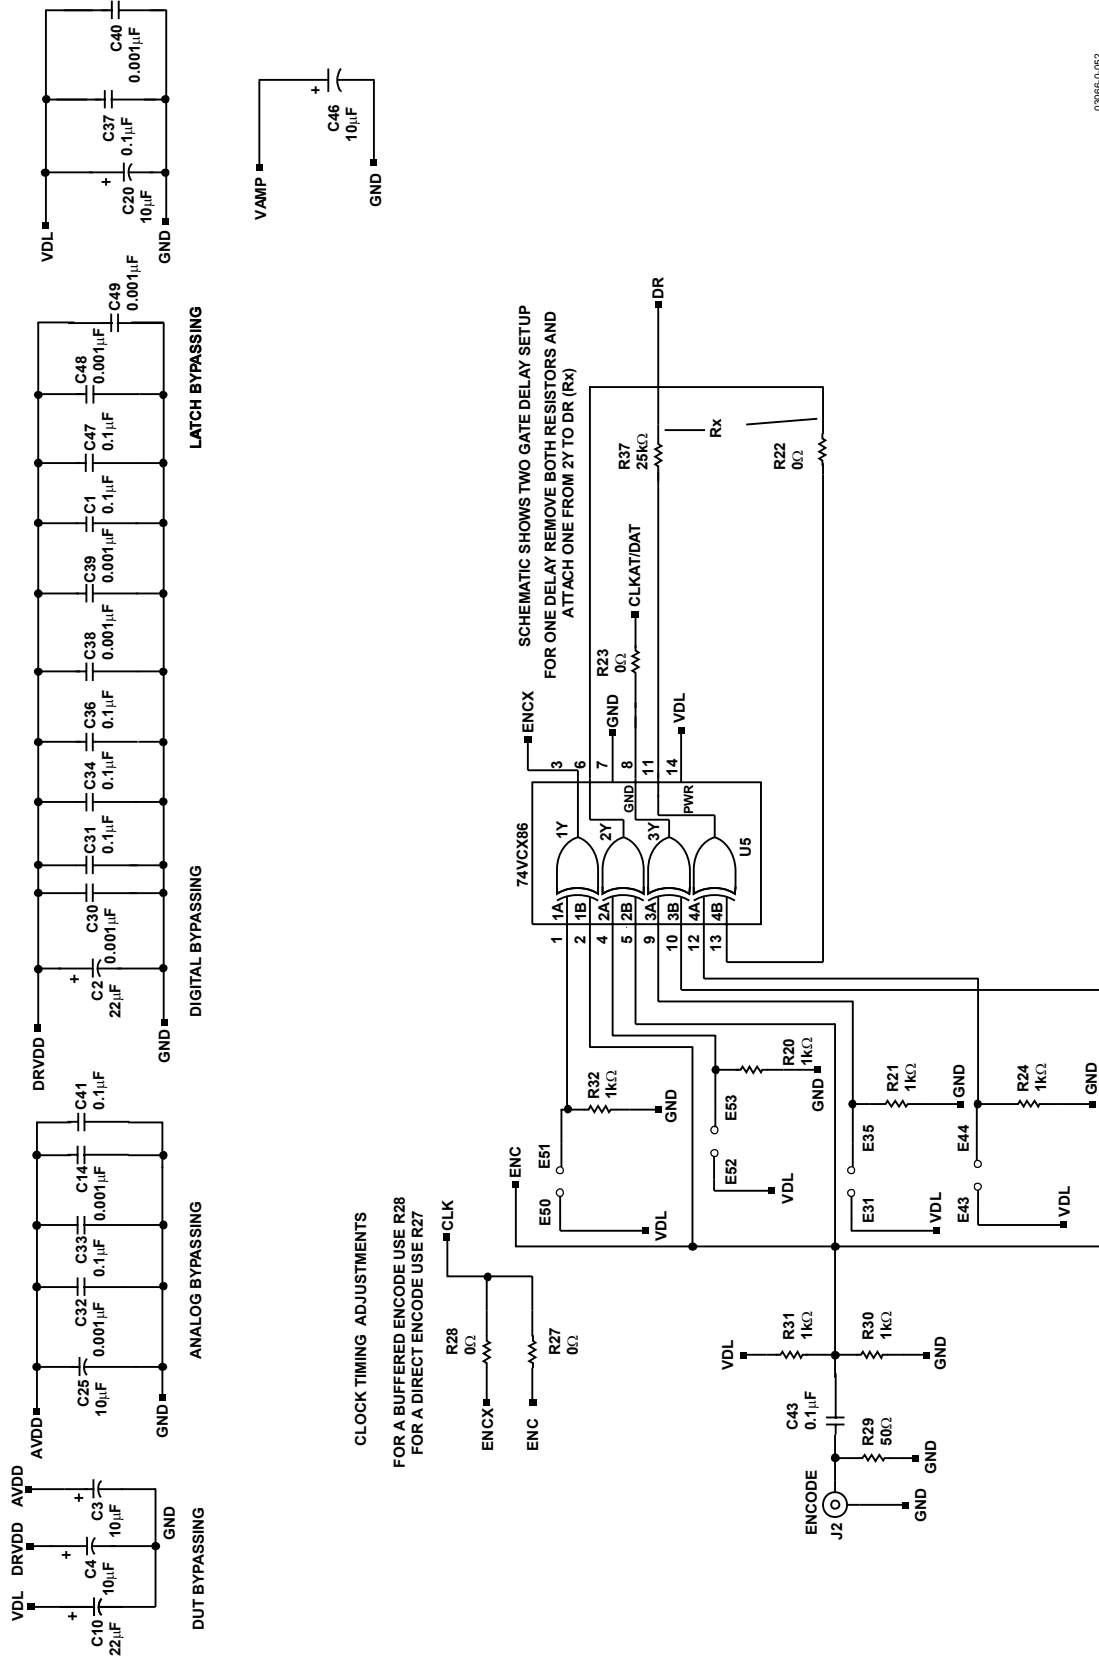 VDL
DRVDD
AVDD
+
C10
22µF
+
C4
10µF
+
C3
10µF
GND
DUT BYPASSING
AVDD
GND
C25
10µF
C32
0.001µF
C33
0.1µF
C14
0.001µF
C41
0.1µF
ANALOG BYPASSING
DRVDD
GND
+
C2
22µF
C30
0.001µF
C31
0.1µF
C34
0.1µF
C36
0.1µF
C38
0.001µF
C39
0.001µF
C1
0.1µF
C47
0.1µF
C48
0.001µF
C49
0.001µF
DIGITAL BYPASSING
LATCH BYPASSING
VDL
GND
+
C20
10µF
C37
0.1µF
C40
0.001µF
VAMP
GND
+
C46
10µF
CLOCK TIMING ADJUSTMENTS
FOR A BUFFERED ENCODE USE R28
FOR A DIRECT ENCODE USE R27
CLK
R28
0Ω
ENCX
R27
0Ω
ENC
SCHEMATIC SHOWS TWO GATE DELAY SETUP
FOR ONE DELAY REMOVE BOTH RESISTORS AND
ATTACH ONE FROM 2Y TO DR (Rx)
ENC
E50
E51
VDL
R32
1kΩ
GND
E52
E53
VDL
R20
1kΩ
GND
E31
E35
VDL
R21
1kΩ
GND
E43
E44
VDL
R24
1kΩ
GND
74VCX86
U5
1
2
4
5
9
10
12
13
1A
1B
2A
2B
3A
3B
4A
4B
1Y
2Y
3Y
GND
PWR
3
6
7
8
11
14
ENCX
GND
VDL
R23
0Ω
CLKAT/DAT
R37
25kΩ
DR
Rx
R22
0Ω
ENCODE
J2
GND
R29
50Ω
GND
C43
0.1µF
VDL
R31
1kΩ
R30
1kΩ
GND
03066-0-052